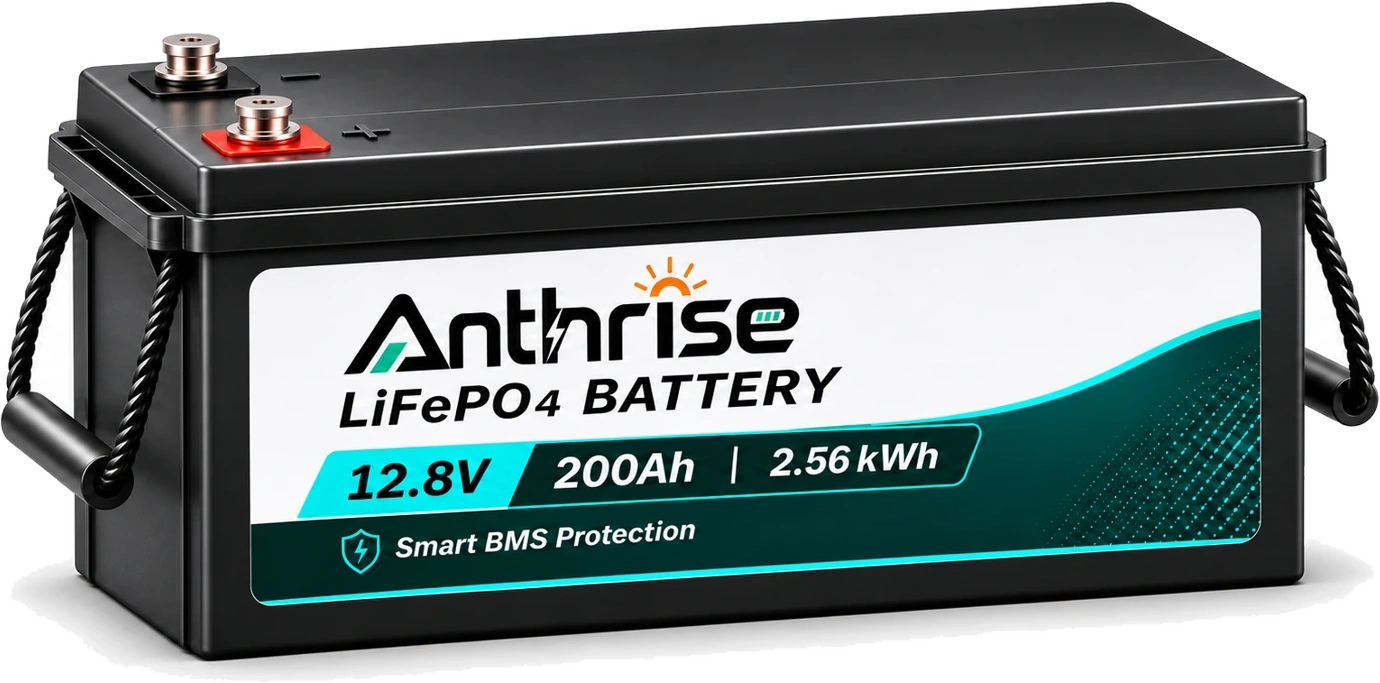 −
+
Anthrise
LiFePO4 BATTERY
12.8V 200Ah | 2.56 kWh
Smart BMS Protection